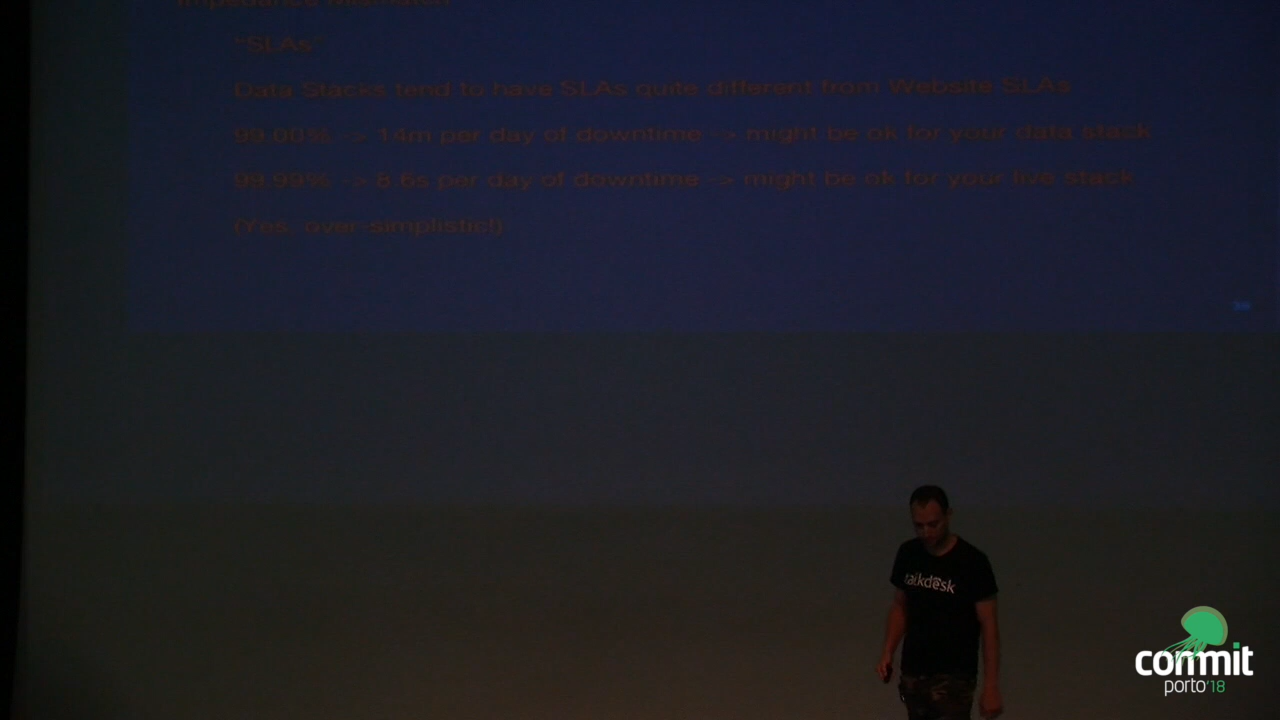 Impedance Mismatch
"SLAs"
Data Stacks tend to have SLAs quite different from Website SLAs
99.00% -> 14m per day of downtime -> might be ok for your data stack
99.99% -> 8.6s per day of downtime -> might be ok for your live stack
(Yes, over-simplistic!)
talkdesk
commit
porto'18